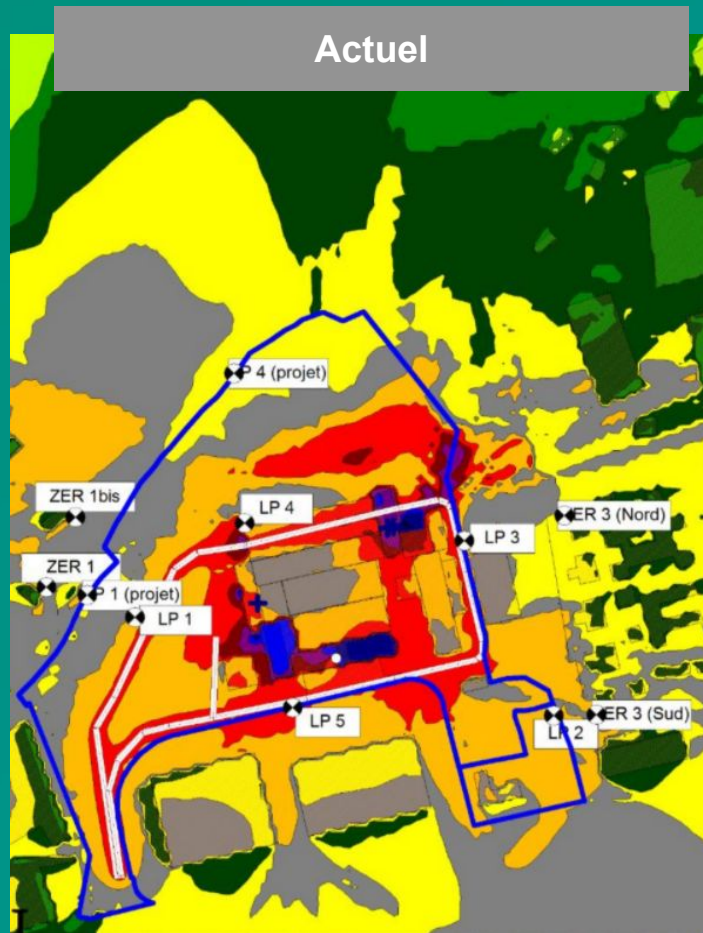 Actuel
P 4 (projet)
ZER 1bis
LP 4
ER 3 (Nord)
LP 3
ZER 1
P 1 (projet)
LP 1
LP 5
LP 2
ER 3 (Sud)